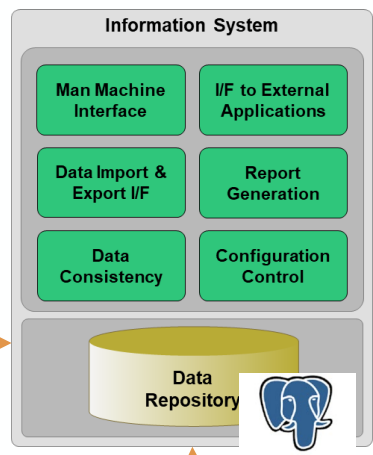 Information System
Man Machine
Interface
I/F to External
Applications
Data Import &
Export I/F
Report
Generation
Data
Consistency
Configuration
Control
Data
Repository